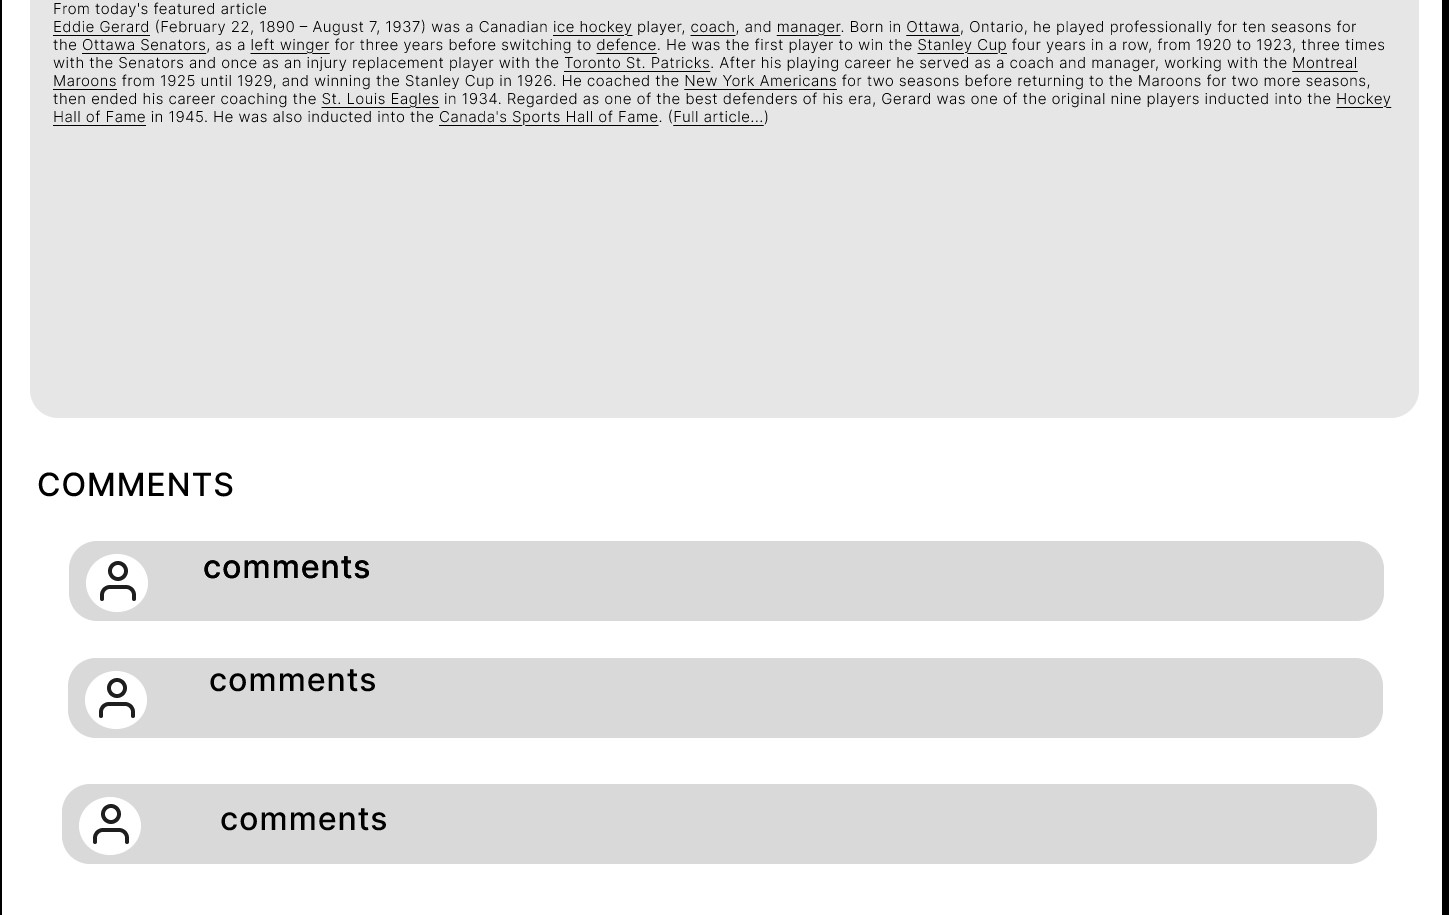 From today's featured article
Eddie Gerard (February 22, 1890 – August 7, 1937) was a Canadian ice hockey player, coach, and manager. Born in Ottawa, Ontario, he played professionally for ten seasons for
the Ottawa Senators, as a left winger for three years before switching to defence. He was the first player to win the Stanley Cup four years in a row, from 1920 to 1923, three times
with the Senators and once as an injury replacement player with the Toronto St. Patricks. After his playing career he served as a coach and manager, working with the Montreal
Maroons from 1925 until 1929, and winning the Stanley Cup in 1926. He coached the New York Americans for two seasons before returning to the Maroons for two more seasons,
then ended his career coaching the St. Louis Eagles in 1934. Regarded as one of the best defenders of his era, Gerard was one of the original nine players inducted into the Hockey
Hall of Fame in 1945. He was also inducted into the Canada's Sports Hall of Fame. (Full article...)
COMMENTS
comments
comments
comments